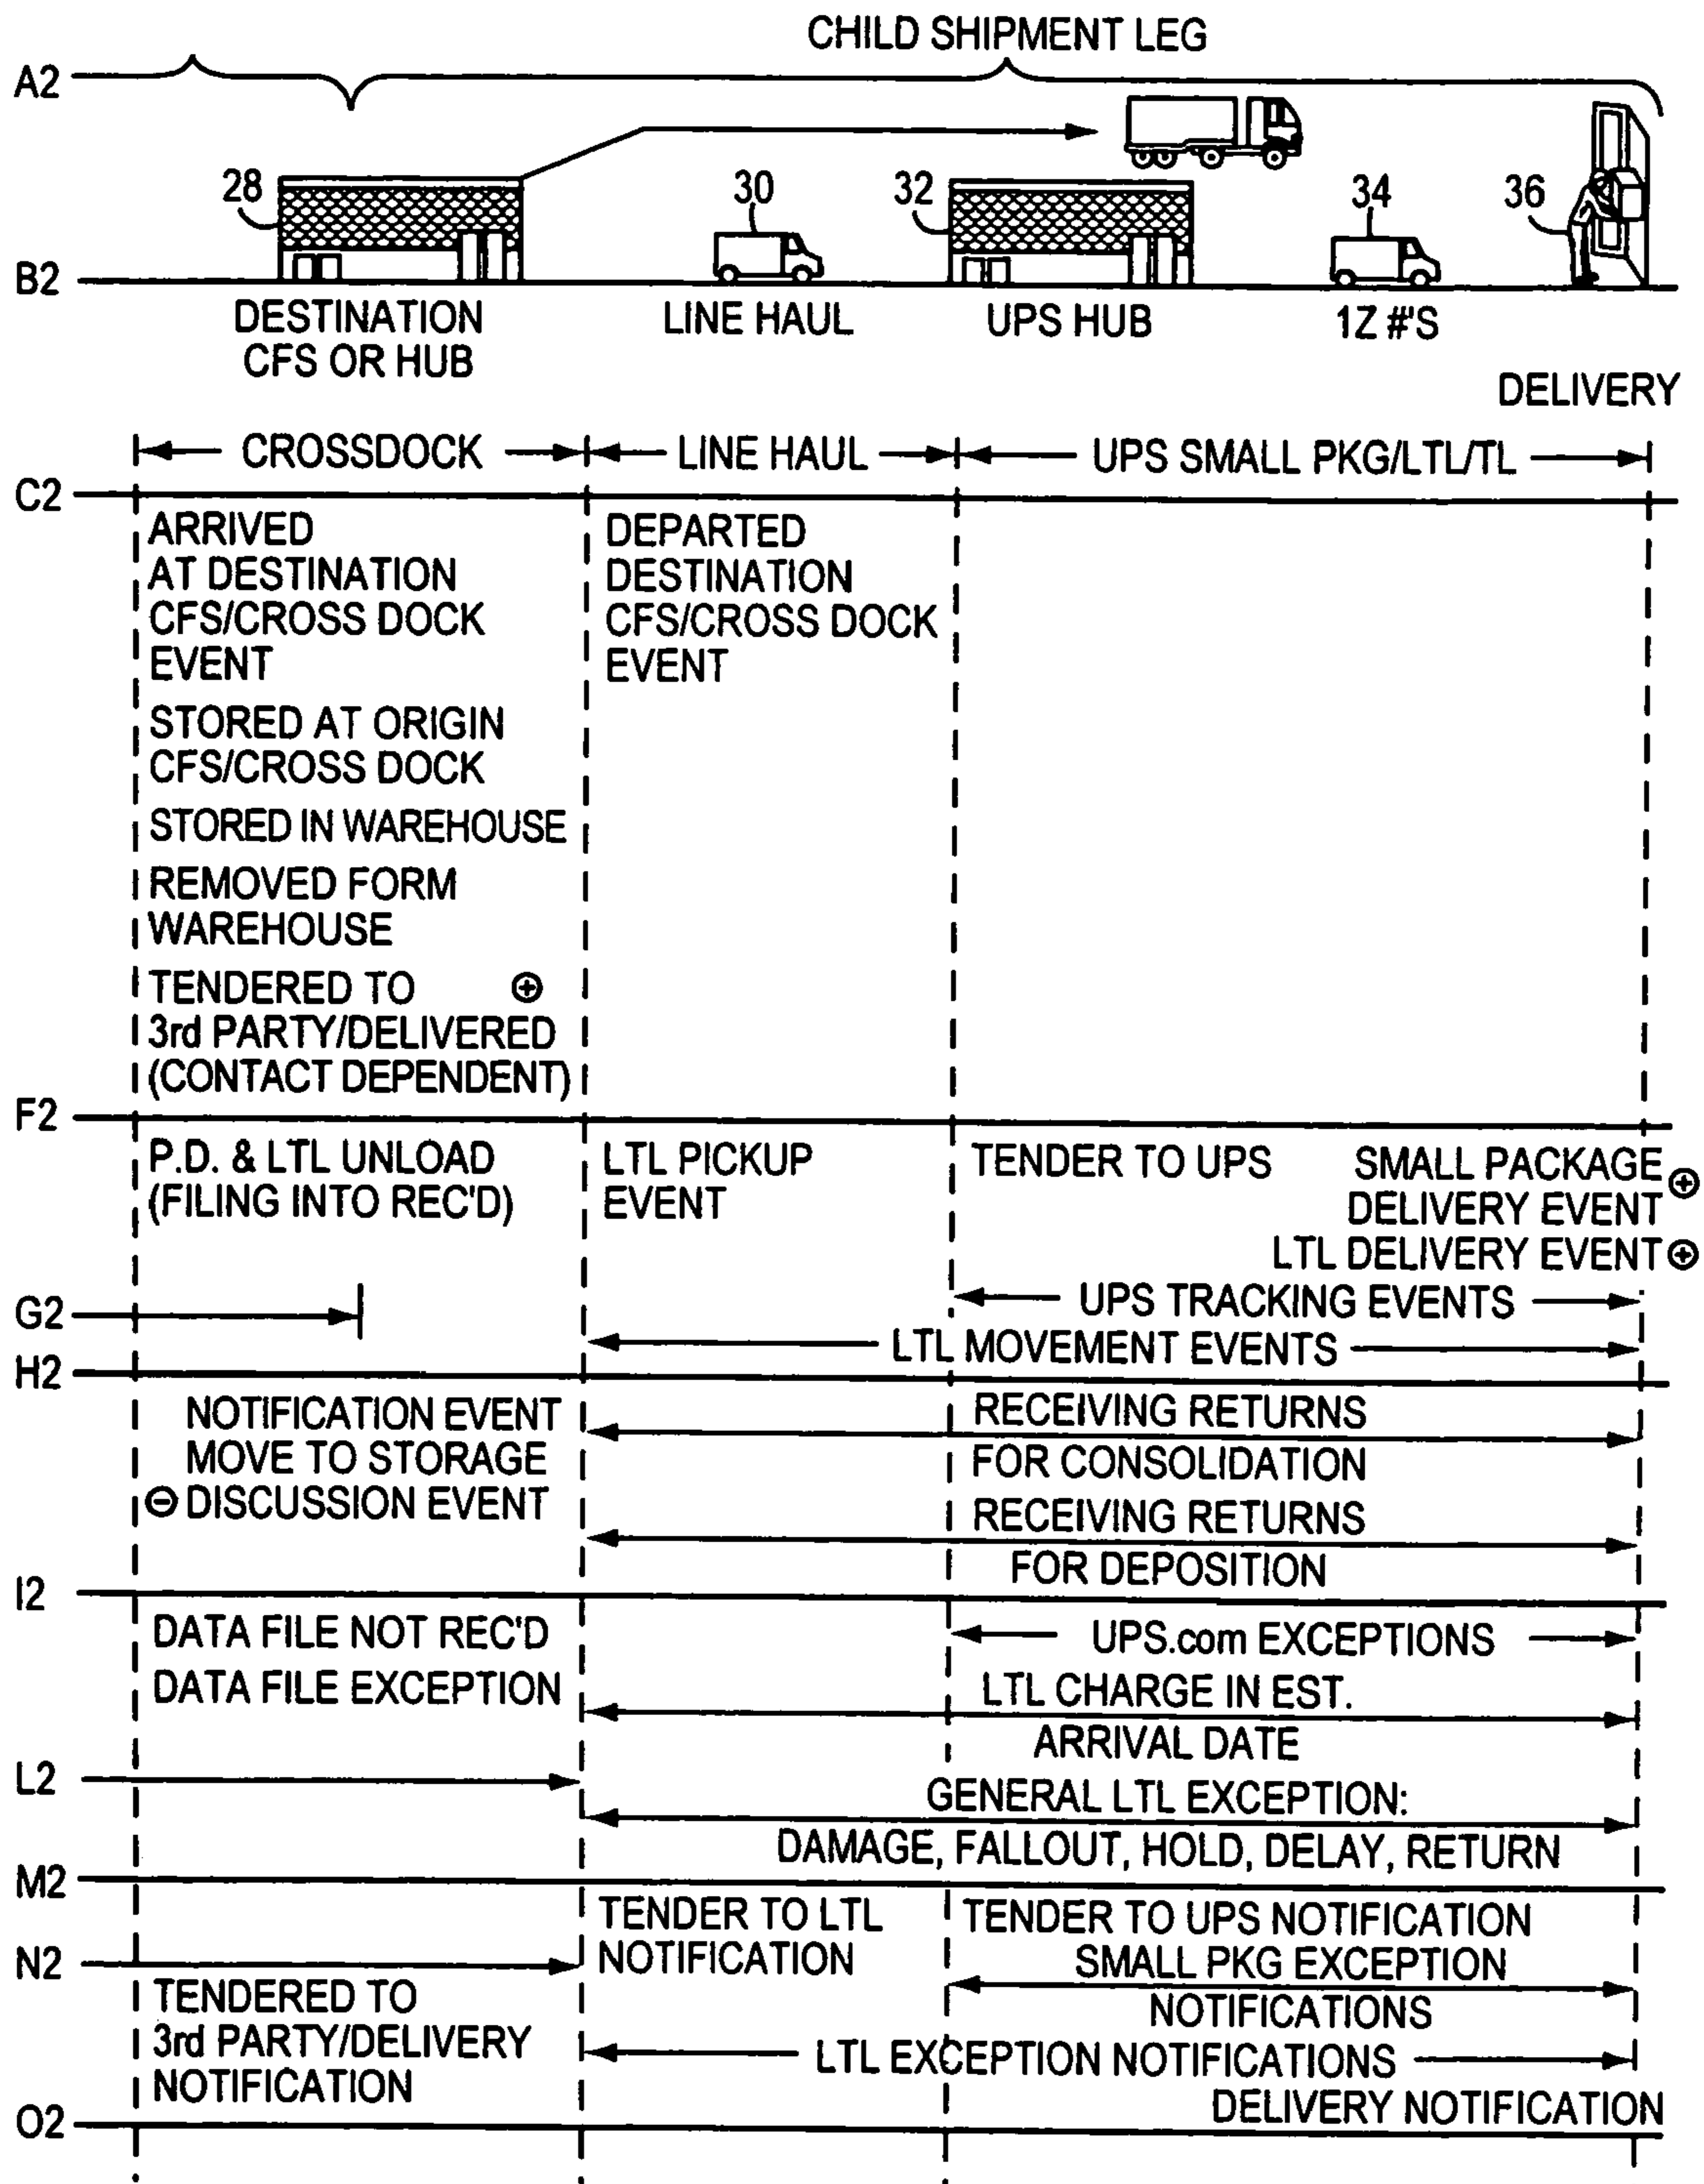 CHILD SHIPMENT LEG
A2
28
30
32
34
36
B2
DESTINATION
CFS OR HUB
LINE HAUL
UPS HUB
1Z #'S
DELIVERY
CROSSDOCK
LINE HAUL
UPS SMALL PKG/LTL/TL
C2
ARRIVED
AT DESTINATION
CFS/CROSS DOCK
EVENT
STORED AT ORIGIN
CFS/CROSS DOCK
STORED IN WAREHOUSE
REMOVED FORM
WAREHOUSE
TENDERED TO ⊕
3rd PARTY/DELIVERED
(CONTACT DEPENDENT)
DEPARTED
DESTINATION
CFS/CROSS DOCK
EVENT
F2
P.D. & LTL UNLOAD
(FILING INTO REC'D)
LTL PICKUP
EVENT
TENDER TO UPS
SMALL PACKAGE
DELIVERY EVENT ⊕
LTL DELIVERY EVENT ⊕
UPS TRACKING EVENTS
G2
LTL MOVEMENT EVENTS
H2
NOTIFICATION EVENT
MOVE TO STORAGE
⊖ DISCUSSION EVENT
RECEIVING RETURNS
FOR CONSOLIDATION
RECEIVING RETURNS
FOR DEPOSITION
I2
DATA FILE NOT REC'D
DATA FILE EXCEPTION
UPS.com EXCEPTIONS
LTL CHARGE IN EST.
ARRIVAL DATE
L2
GENERAL LTL EXCEPTION:
DAMAGE, FALLOUT, HOLD, DELAY, RETURN
M2
TENDER TO LTL
NOTIFICATION
TENDER TO UPS NOTIFICATION
SMALL PKG EXCEPTION
NOTIFICATIONS
N2
TENDERED TO
3rd PARTY/DELIVERY
NOTIFICATION
LTL EXCEPTION NOTIFICATIONS
DELIVERY NOTIFICATION
O2